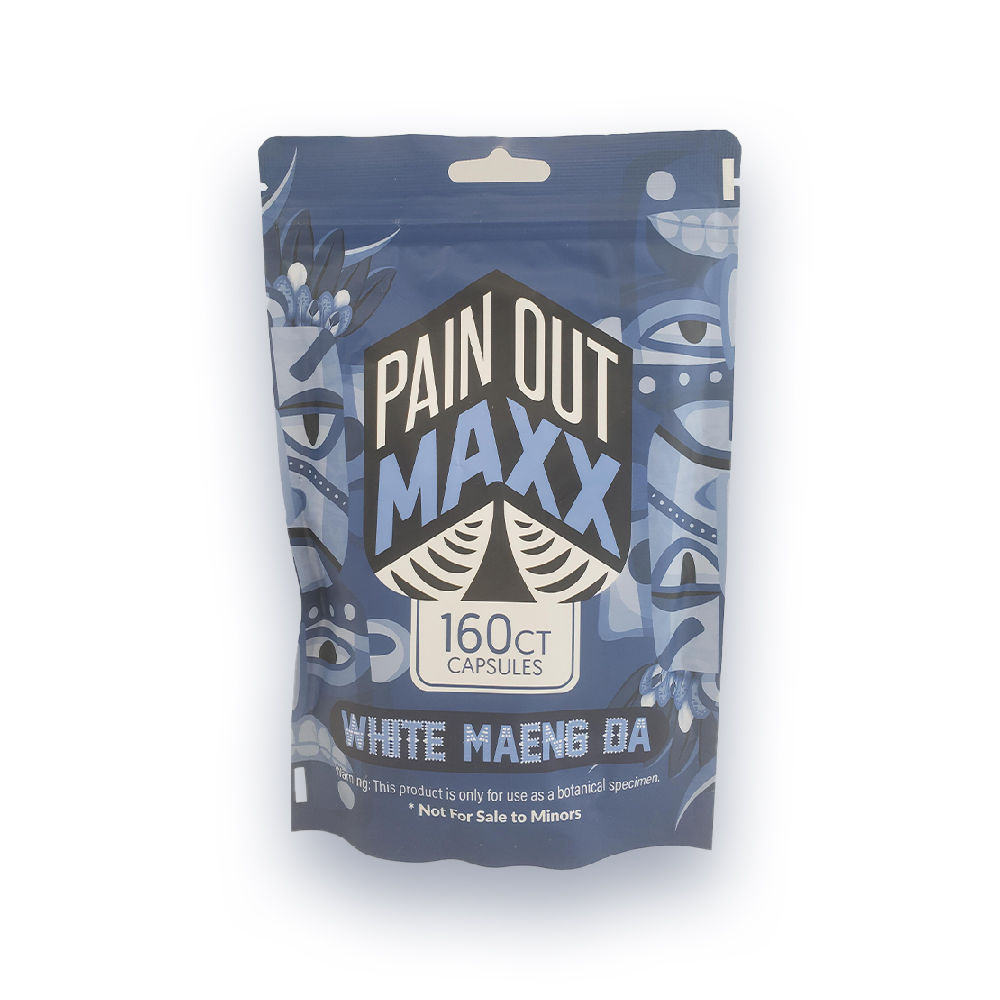 PAIN OUT
MAXX
160CT
CAPSULES
WHITE MAENG DA
Warning: This product is only for use as a botanical specimen.
* Not For Sale to Minors